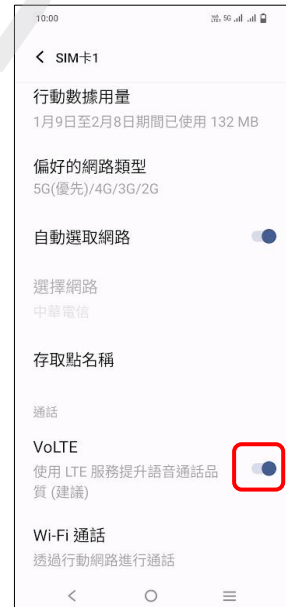 10:00
5G
SIM卡1
行動數據用量
1月9日至2月8日期間已使用 132 MB
偏好的網路類型
5G(優先)/4G/3G/2G
自動選取網路
選擇網路
中華電信
存取點名稱
通話
VoLTE
使用 LTE 服務提升語音通話品
質 (建議)
Wi-Fi 通話
透過行動網路進行通話